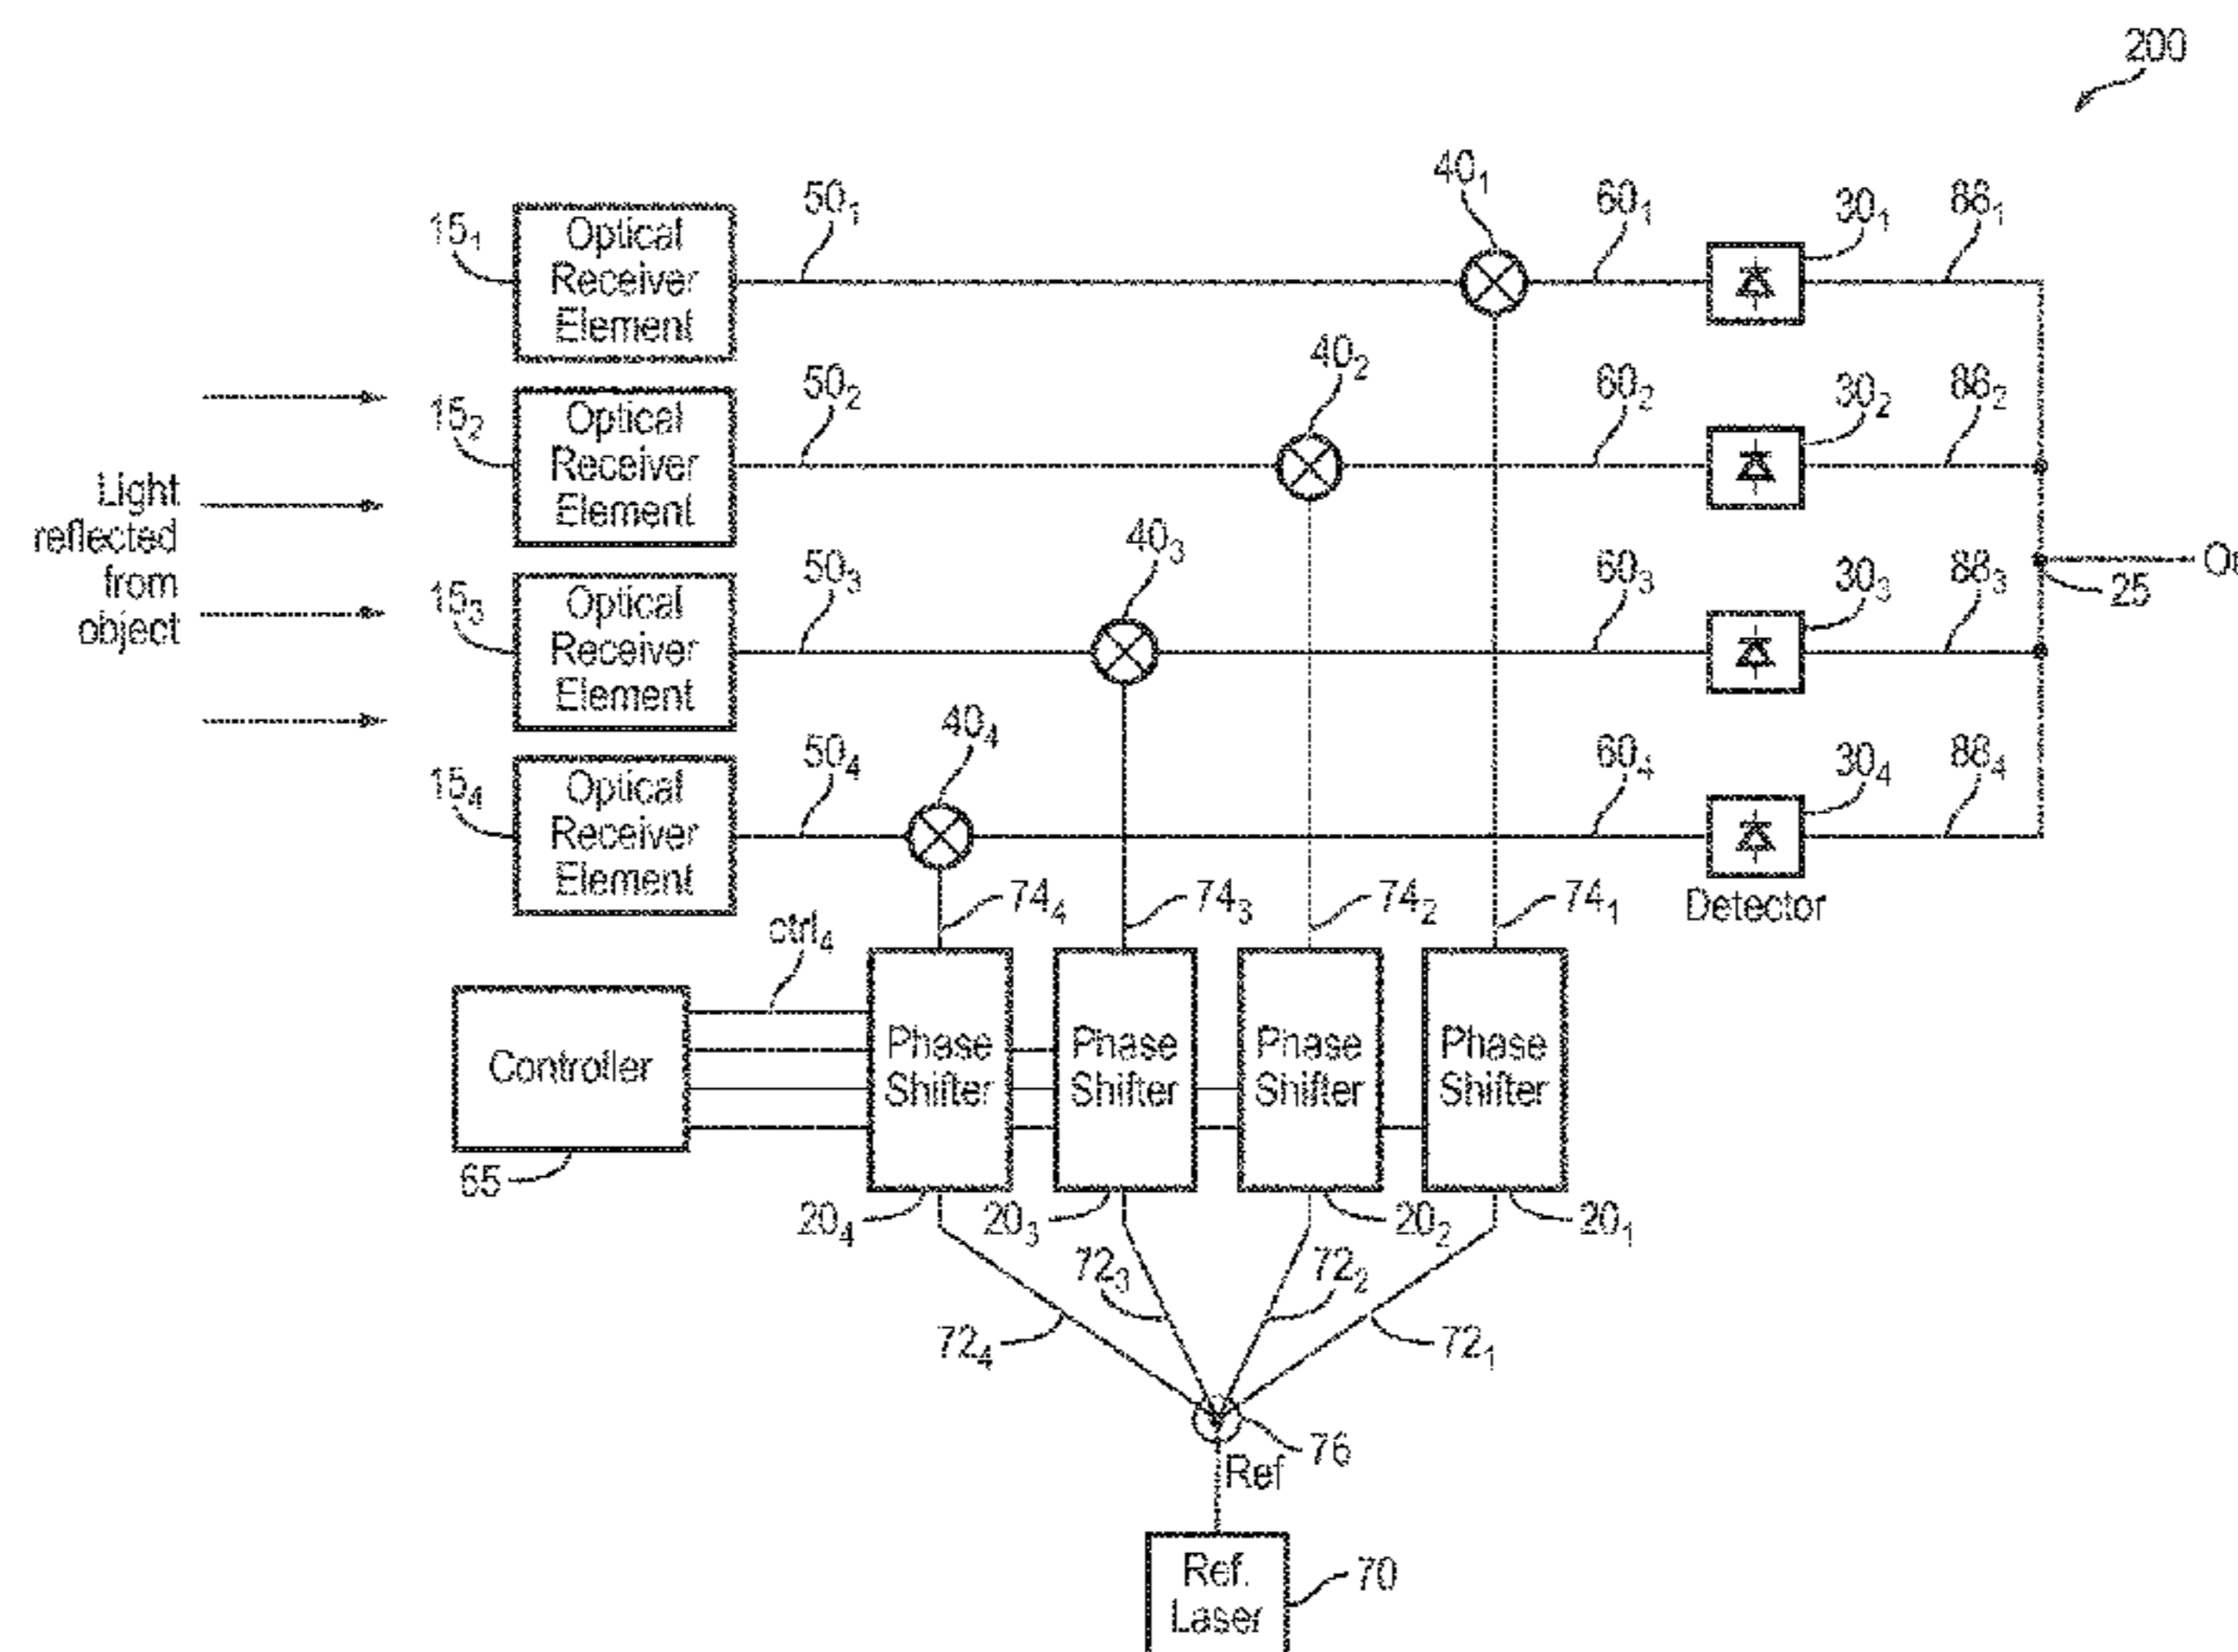 200
40₁
50₁
60₁
30₁
88₁
15₁
Optical
Receiver
Element
40₂
50₂
60₂
30₂
88₂
15₂
Optical
Receiver
Element
Light
reflected
from
object
40₃
50₃
60₃
30₃
88₃
25
15₃
Optical
Receiver
Element
40₄
50₄
60₄
30₄
88₄
15₄
Optical
Receiver
Element
Detector
74₄
74₃
74₂
74₁
ctrl₄
Controller
65
Phase
Shifter
Phase
Shifter
Phase
Shifter
Phase
Shifter
20₄
20₃
20₂
20₁
72₃
72₂
72₄
72₁
76
Ref
Ref.
Laser
70